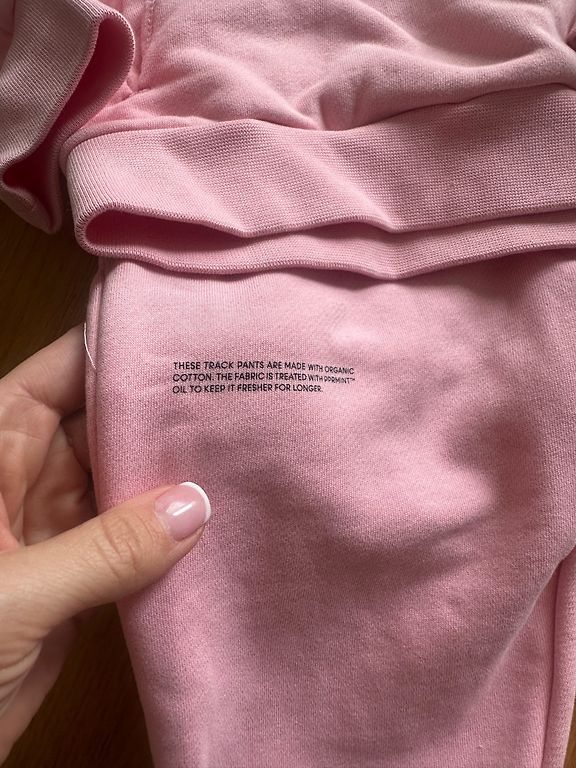 THESE TRACK PANTS ARE MADE WITH ORGANIC
COTTON. THE FABRIC IS TREATED WITH PPRMINT™
OIL TO KEEP IT FRESHER FOR LONGER.